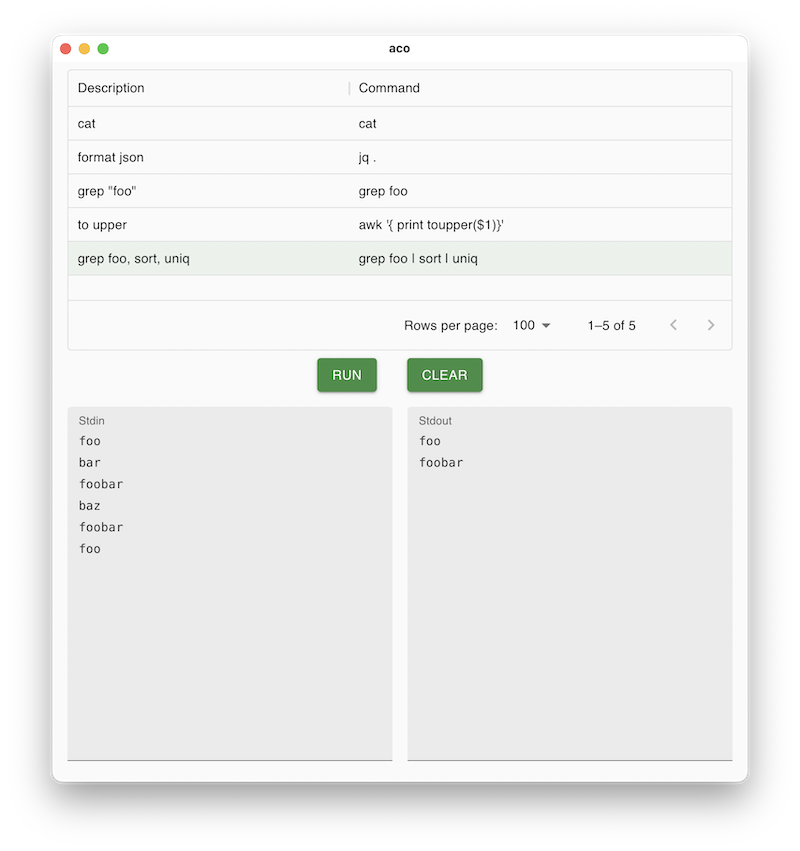 aco
Description Command
cat cat
format json jq .
grep "foo" grep foo
to upper awk '{ print toupper($1)}'
grep foo, sort, uniq grep foo | sort | uniq
Rows per page: 100 1–5 of 5
RUN CLEAR
Stdin
foo
bar
foobar
baz
foobar
foo
Stdout
foo
foobar